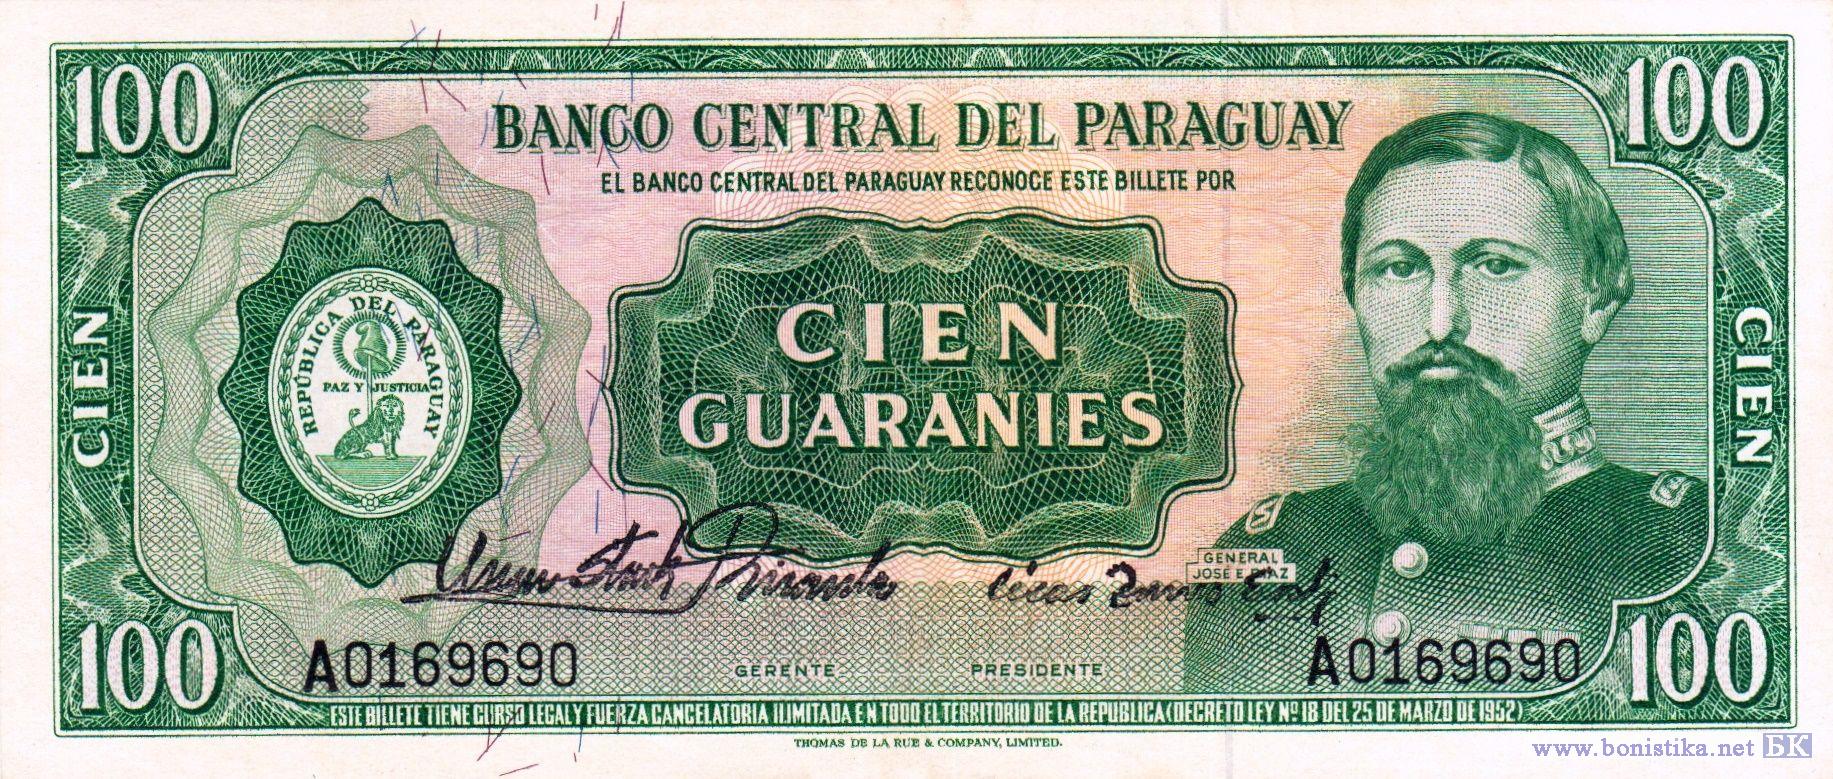 100
100
BANCO CENTRAL DEL PARAGUAY
EL BANCO CENTRAL DEL PARAGUAY RECONOCE ESTE BILLETE POR
REPÚBLICA DEL PARAGUAY
PAZ Y JUSTICIA
CIEN
GUARANIES
CIEN
CIEN
GENERAL
JOSE E. DIAZ
A0169690
GERENTE
PRESIDENTE
A0169690
100
100
ESTE BILLETE TIENE CURSO LEGAL Y FUERZA CANCELATORIA ILIMITADA EN TODO EL TERRITORIO DE LA REPUBLICA (DECRETO LEY Nº 18 DEL 25 DE MARZO DE 1952)
THOMAS DE LA RUE & COMPANY, LIMITED.
www.bonistika.net БК